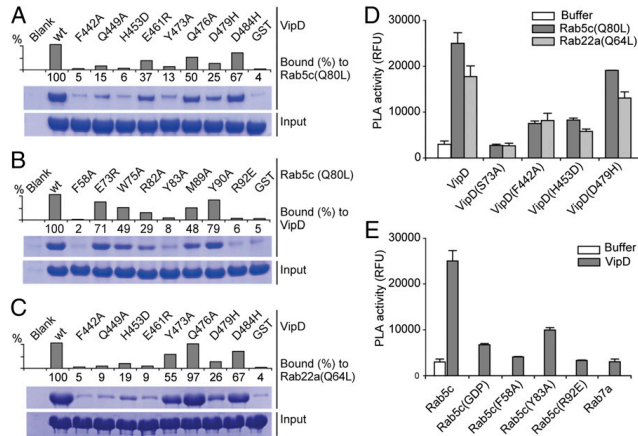 A
Blank wt F442A Q449A H453D E461R Y473A Q476A D479H D484H GST VipD
%
Bound (%) to
100 5 15 6 37 13 50 25 67 4 Rab5c(Q80L)
Input
B
Blank wt F58A E73R W75A R82A Y83A M89A Y90A R92E GST Rab5c (Q80L)
%
Bound (%) to
100 2 71 49 29 8 48 79 6 5 VipD
Input
C
Blank wt F442A Q449A H453D E461R Y473A Q476A D479H D484H GST VipD
%
Bound (%) to
100 5 9 19 9 55 97 26 67 4 Rab22a(Q64L)
Input
D
PLA activity (RFU)
30000
20000
10000
0
Buffer
Rab5c(Q80L)
Rab22a(Q64L)
VipD VipD(S73A) VipD(F442A) VipD(H453D) VipD(D479H)
E
PLA activity (RFU)
30000
20000
10000
0
Buffer
VipD
Rab5c Rab5c(GDP) Rab5c(F58A) Rab5c(Y83A) Rab5c(R92E) Rab7a